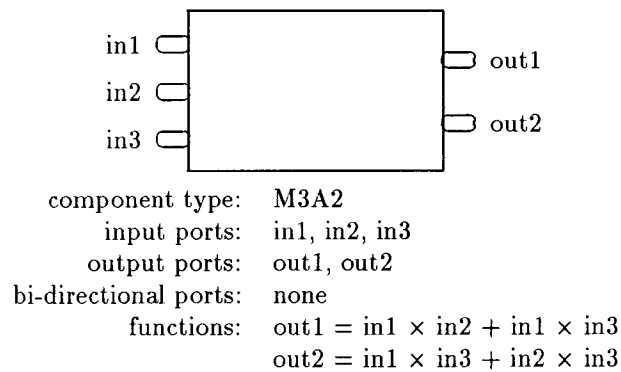 in1
in2
in3
out1
out2
component type: M3A2
input ports: in1, in2, in3
output ports: out1, out2
bi-directional ports: none
functions: out1 = in1 × in2 + in1 × in3
out2 = in1 × in3 + in2 × in3